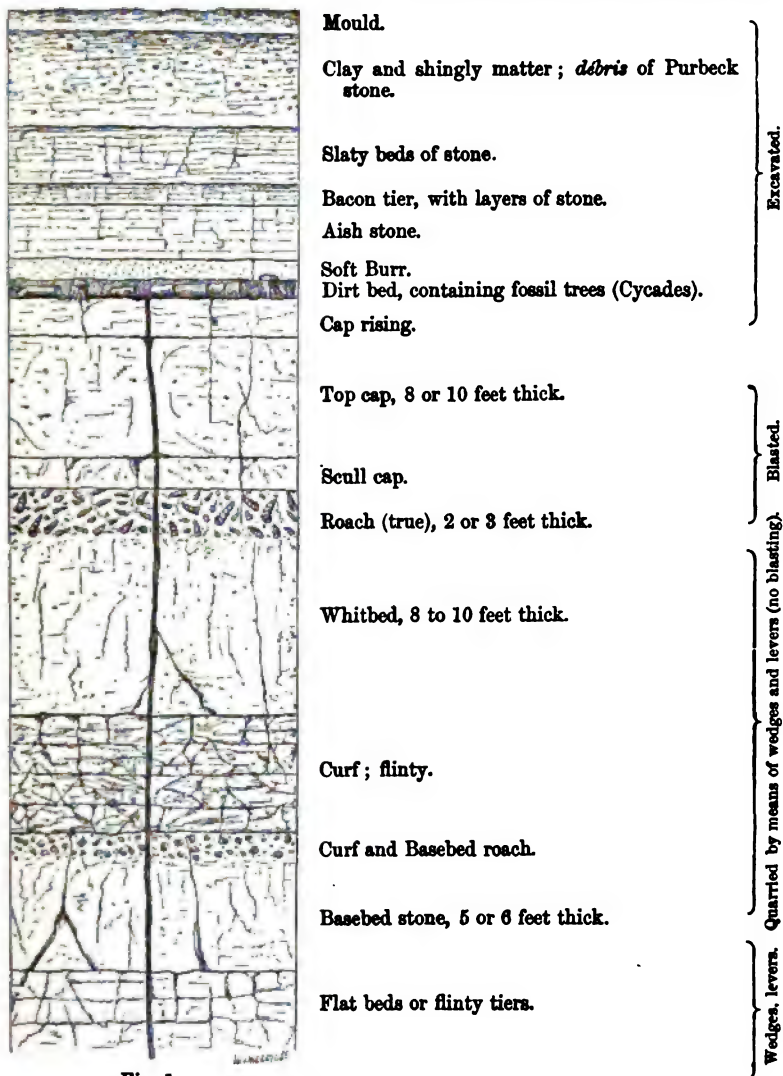 Mould.
Clay and shingly matter; débris of Purbeck
stone.
Slaty beds of stone.
Bacon tier, with layers of stone.
Aish stone.
Soft Burr.
Dirt bed, containing fossil trees (Cycades).
Cap rising.
Excavated.
Top cap, 8 or 10 feet thick.
Scull cap.
Roach (true), 2 or 3 feet thick.
Blasted.
Whitbed, 8 to 10 feet thick.
Curf; flinty.
Curf and Basebed roach.
Basebed stone, 5 or 6 feet thick.
Quarried by means of wedges and levers (no blasting).
Flat beds or flinty tiers.
Wedges, levers.